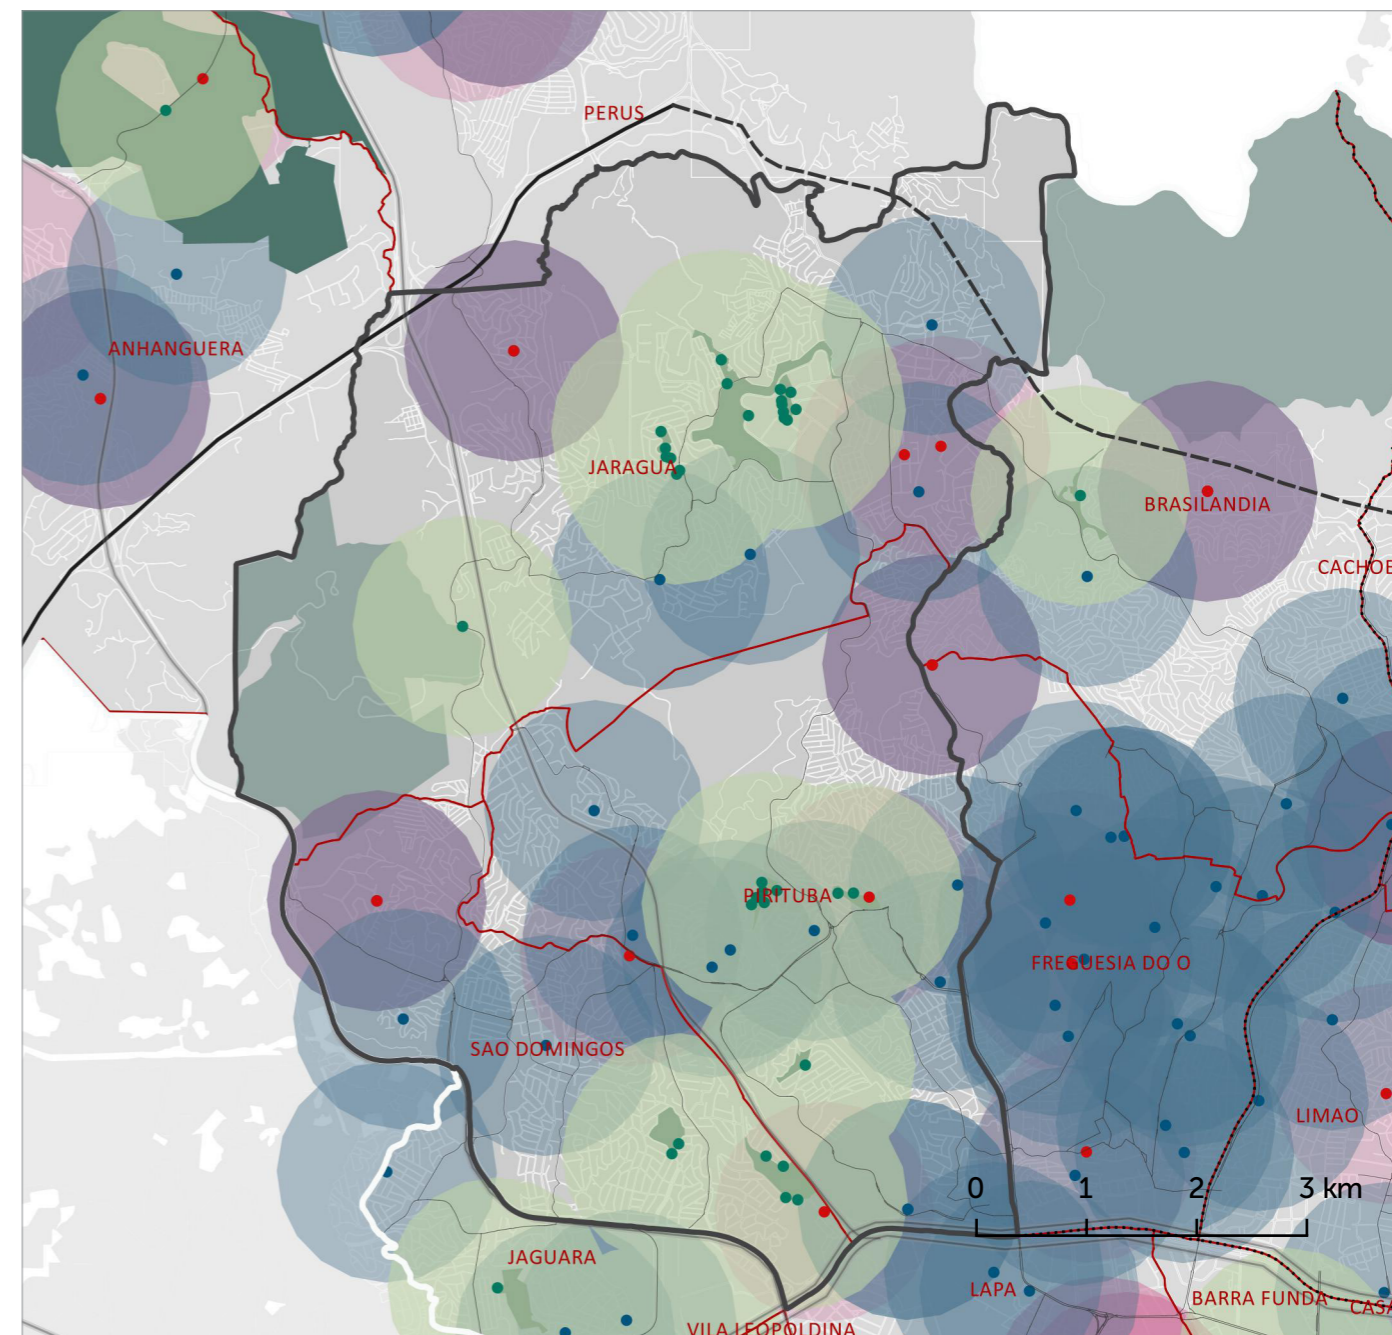 PERUS
ANHANGUERA
JARAGUA
BRASILANDIA
CACHOE
PIRITUBA
FREGUESIA DO O
SAO DOMINGOS
LIMAO
0 1 2 3 km
JAGUARA
LAPA
BARRA FUNDA
CASA
VILA LEOPOLDINA